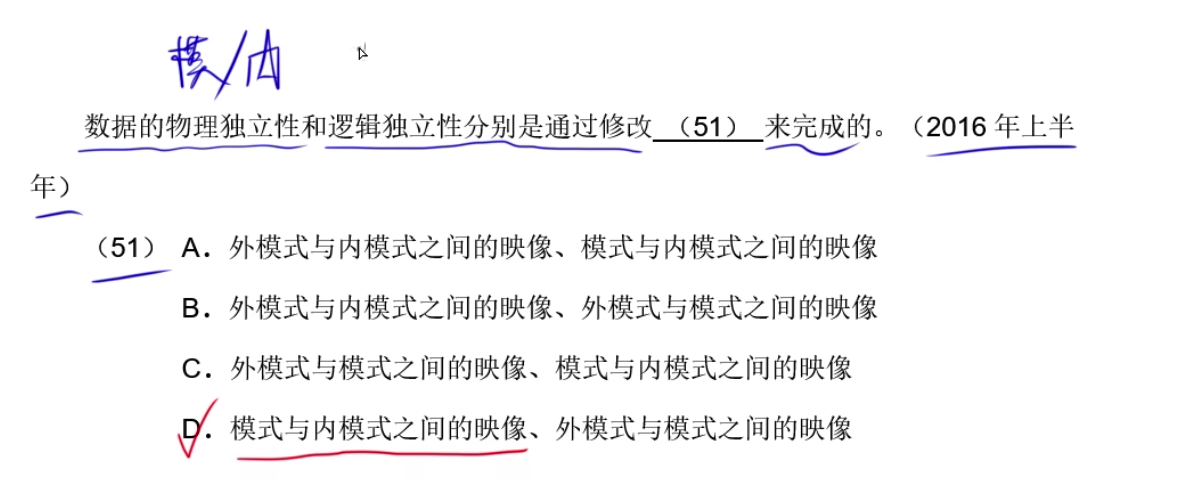 模/内
数据的物理独立性和逻辑独立性分别是通过修改 （51） 来完成的。（2016 年上半
年）
（51） A．外模式与内模式之间的映像、模式与内模式之间的映像
B．外模式与内模式之间的映像、外模式与模式之间的映像
C．外模式与模式之间的映像、模式与内模式之间的映像
D．模式与内模式之间的映像、外模式与模式之间的映像